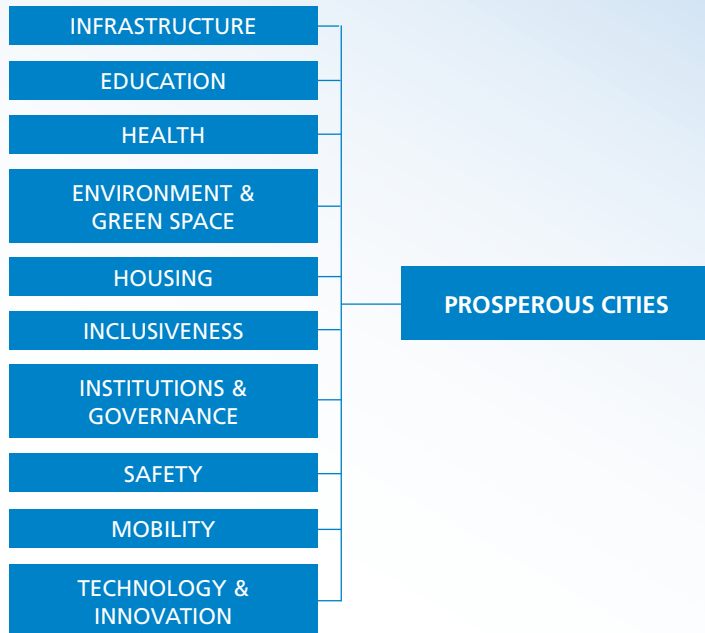 INFRASTRUCTURE
EDUCATION
HEALTH
ENVIRONMENT &
GREEN SPACE
HOUSING
INCLUSIVENESS
INSTITUTIONS &
GOVERNANCE
SAFETY
MOBILITY
TECHNOLOGY &
INNOVATION
PROSPEROUS CITIES